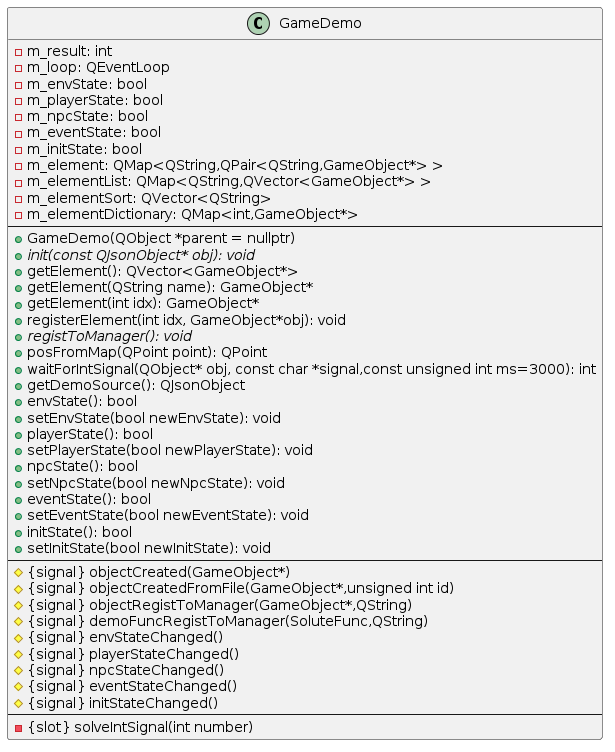 C GameDemo
m_result: int
m_loop: QEventLoop
m_envState: bool
m_playerState: bool
m_npcState: bool
m_eventState: bool
m_initState: bool
m_element: QMap<QString,QPair<QString,GameObject*> >
m_elementList: QMap<QString,QVector<GameObject*> >
m_elementSort: QVector<QString>
m_elementDictionary: QMap<int,GameObject*>
GameDemo(QObject *parent = nullptr)
init(const QJsonObject* obj): void
getElement(): QVector<GameObject*>
getElement(QString name): GameObject*
getElement(int idx): GameObject*
registerElement(int idx, GameObject*obj): void
registToManager(): void
posFromMap(QPoint point): QPoint
waitForIntSignal(QObject* obj, const char *signal,const unsigned int ms=3000): int
getDemoSource(): QJsonObject
envState(): bool
setEnvState(bool newEnvState): void
playerState(): bool
setPlayerState(bool newPlayerState): void
npcState(): bool
setNpcState(bool newNpcState): void
eventState(): bool
setEventState(bool newEventState): void
initState(): bool
setInitState(bool newInitState): void
{signal} objectCreated(GameObject*)
{signal} objectCreatedFromFile(GameObject*,unsigned int id)
{signal} objectRegistToManager(GameObject*,QString)
{signal} demoFuncRegistToManager(SoluteFunc,QString)
{signal} envStateChanged()
{signal} playerStateChanged()
{signal} npcStateChanged()
{signal} eventStateChanged()
{signal} initStateChanged()
{slot} solveIntSignal(int number)